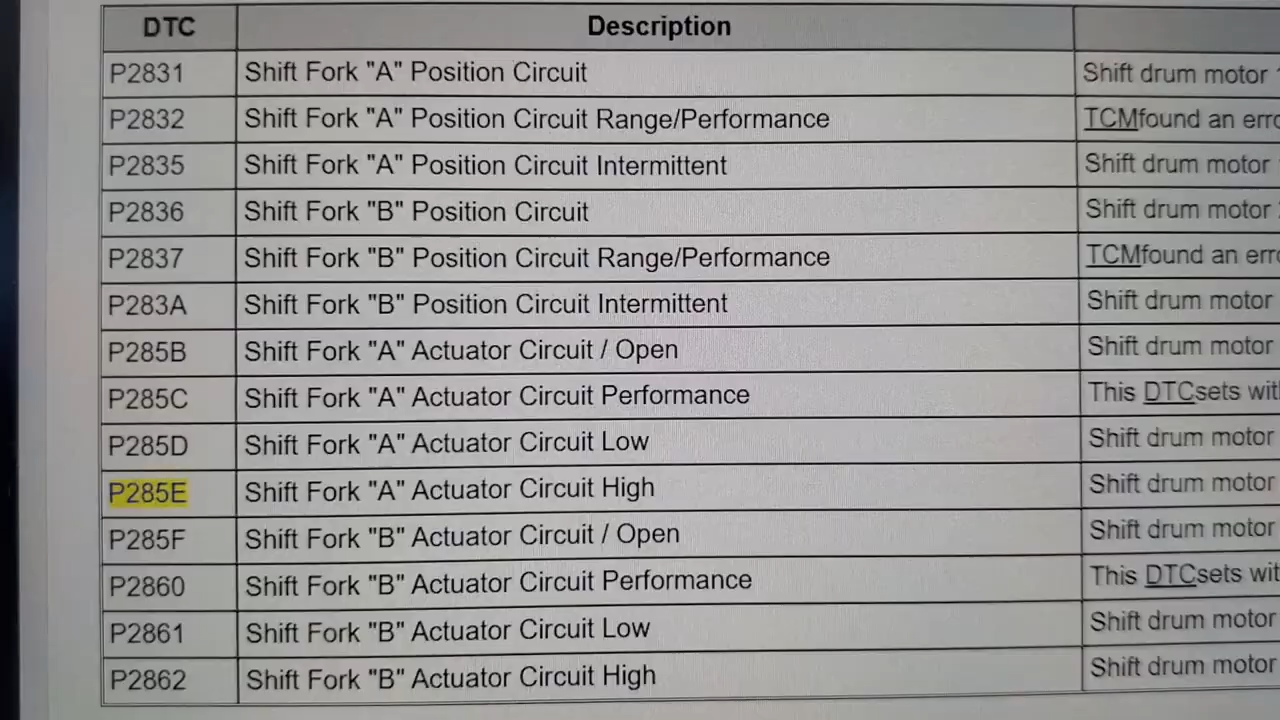 DTC Description
P2831 Shift Fork "A" Position Circuit Shift drum motor
P2832 Shift Fork "A" Position Circuit Range/Performance TCMfound an
P2835 Shift Fork "A" Position Circuit Intermittent Shift drum motor
P2836 Shift Fork "B" Position Circuit Shift drum motor
P2837 Shift Fork "B" Position Circuit Range/Performance TCMfound an
P283A Shift Fork "B" Position Circuit Intermittent Shift drum motor
P285B Shift Fork "A" Actuator Circuit / Open Shift drum motor
P285C Shift Fork "A" Actuator Circuit Performance This DTCsets
P285D Shift Fork "A" Actuator Circuit Low Shift drum motor
P285E Shift Fork "A" Actuator Circuit High Shift drum motor
P285F Shift Fork "B" Actuator Circuit / Open Shift drum motor
P2860 Shift Fork "B" Actuator Circuit Performance This DTCsets
P2861 Shift Fork "B" Actuator Circuit Low Shift drum motor
P2862 Shift Fork "B" Actuator Circuit High Shift drum motor